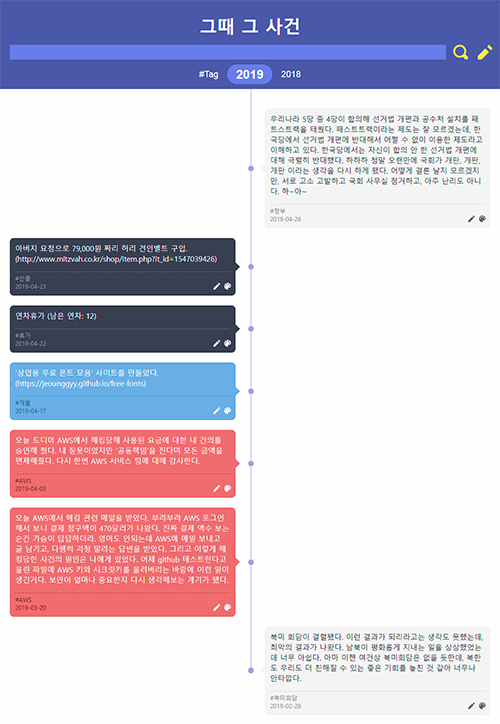 그때 그 사건
#Tag 2019 2018
우리나라 5당 중 4당이 합의해 선거법 개편과 공수처 설치를 패
트스트랙을 태웠다. 패스트트랙이라는 제도는 잘 모르겠는데, 한
국당에서 선거법 개편에 반대해서 어쩔 수 없이 이용한 제도라고
이해하고 있다. 한국당에서는 자신이 합의 안 한 선거법 개편에
대해 극렬히 반대했다. 하하하 정말 오랜만에 국회가 개판, 개판,
개판 이라는 생각을 다시 하게 됐다. 어떻게 결론 날지 모르겠지
만, 서로 고소 고발하고 국회 사무실 점거하고, 아주 난리도 아니
다. 하~아~
#정부
2019-04-26
아버지 요청으로 79,000원 짜리 허리 견인벨트 구입.
(http://www.mitzvah.co.kr/shop/item.php?it_id=1547039426)
#선물
2019-04-23
연차휴가 (남은 연차: 12)
#휴가
2019-04-22
'상업용 무료 폰트 모음' 사이트를 만들었다.
(https://jeounggyy.github.io/free-fonts)
#개발
2019-04-17
오늘 드디어 AWS에서 해킹당해 사용된 요금에 대한 내 건의를
승인해 줬다. 내 잘못이었지만 '공동책임'을 진다며 모든 금액을
면제해줬다. 다시 한번 AWS 서비스 팀에 대해 감사한다.
#AWS
2019-04-03
오늘 AWS에서 해킹 관련 메일을 받았다. 부랴부랴 AWS 로그인
해서 보니 결제 청구액이 470달러가 나왔다. 진짜 결제 액수 보는
순간 가슴이 답답하더라. 영어도 안되는데 AWS에 메일 보내고
글 남기고, 다행히 걱정 말라는 답변을 받았다. 그리고 이렇게 해
킹당한 사건의 원인은 나에게 있었다. 어제 github 테스트한다고
올린 파일에 AWS 키와 시크릿키를 올려버리는 바람에 이런 일이
생긴거다. 보안이 얼마나 중요한지 다시 생각해보는 계기가 됐다.
#AWS
2019-03-20
북미 회담이 결렬됐다. 이런 결과가 되리라고는 생각도 못했는데,
최악의 결과가 나왔다. 남북이 평화롭게 지내는 일을 상상했었는
데 너무 아쉽다. 아마 이젠 여건상 북미회담은 없을 듯한데, 북한
도 우리도 더 친해질 수 있는 좋은 기회를 놓친 것 같아 너무나
안타깝다.
#북미회담
2019-02-28